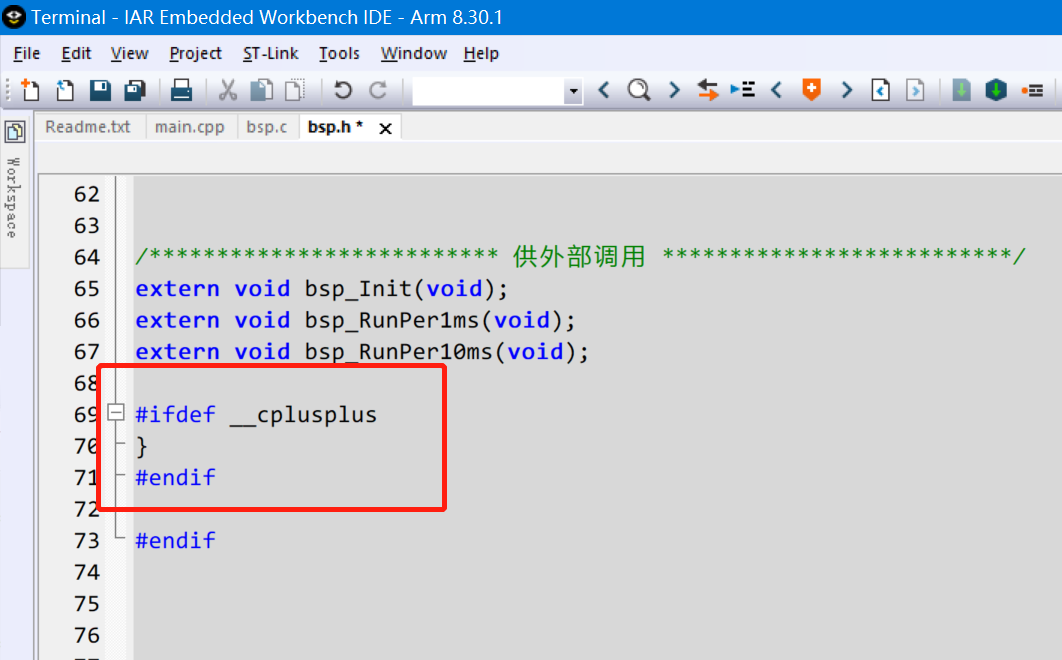 Terminal - IAR Embedded Workbench IDE - Arm 8.30.1
File Edit View Project ST-Link Tools Window Help
Readme.txt main.cpp bsp.c bsp.h *
Workspace
62
63
64 /************************** 供外部调用 **************************/
65 extern void bsp_Init(void);
66 extern void bsp_RunPer1ms(void);
67 extern void bsp_RunPer10ms(void);
68
69 #ifdef __cplusplus
70 }
71 #endif
72
73 #endif
74
75
76